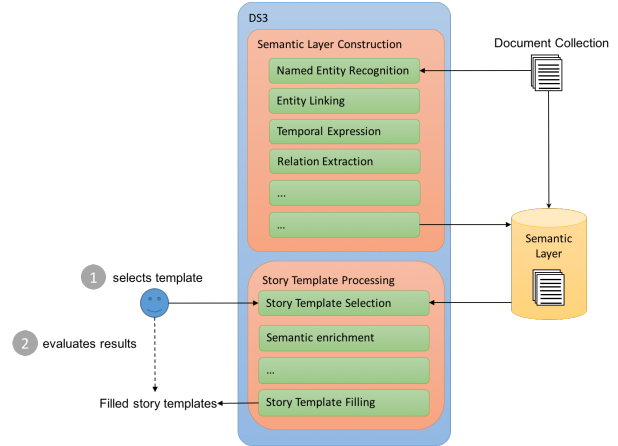 DS3
Semantic Layer Construction
Document Collection
Named Entity Recognition
Entity Linking
Temporal Expression
Relation Extraction
...
...
Semantic
Layer
1 selects template
Story Template Processing
Story Template Selection
2 evaluates results
Semantic enrichment
...
Filled story templates
Story Template Filling